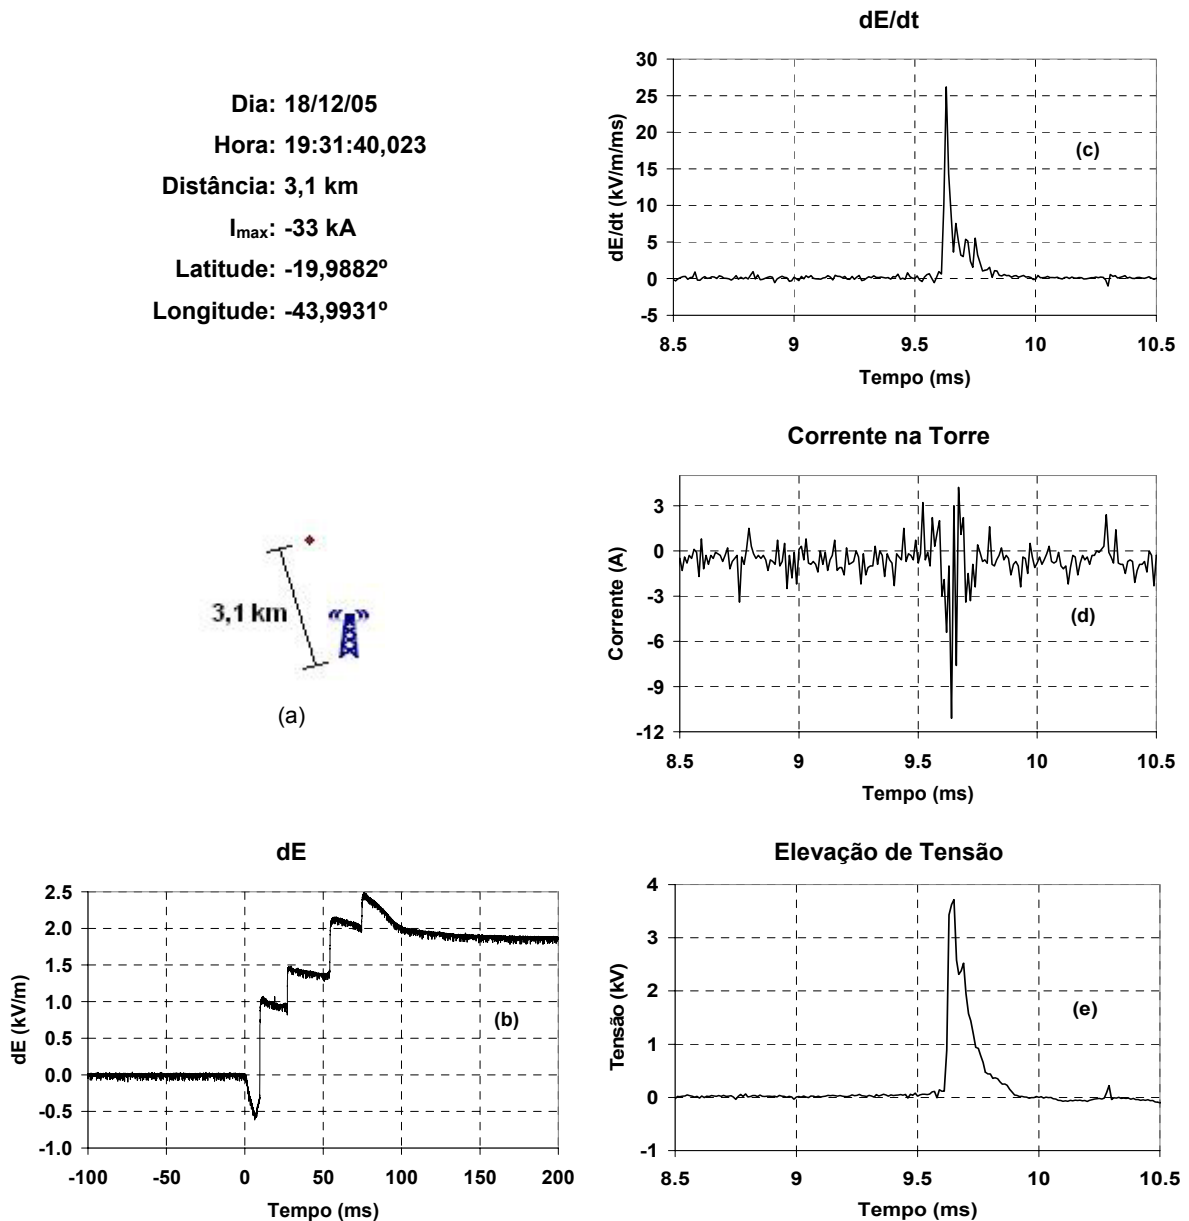 Dia: 18/12/05
Hora: 19:31:40,023
Distância: 3,1 km
Imax: -33 kA
Latitude: -19,9882º
Longitude: -43,9931º
dE/dt
dE/dt (kV/m/ms)
30
25
20
15
10
5
0
-5
(c)
8.5 9 9.5 10 10.5
Tempo (ms)
3,1 km
(a)
Corrente na Torre
Corrente (A)
3
0
-3
-6
-9
-12
(d)
8.5 9 9.5 10 10.5
Tempo (ms)
dE
dE (kV/m)
2.5
2.0
1.5
1.0
0.5
0.0
-0.5
-1.0
(b)
-100 -50 0 50 100 150 200
Tempo (ms)
Elevação de Tensão
Tensão (kV)
4
3
2
1
0
-1
(e)
8.5 9 9.5 10 10.5
Tempo (ms)